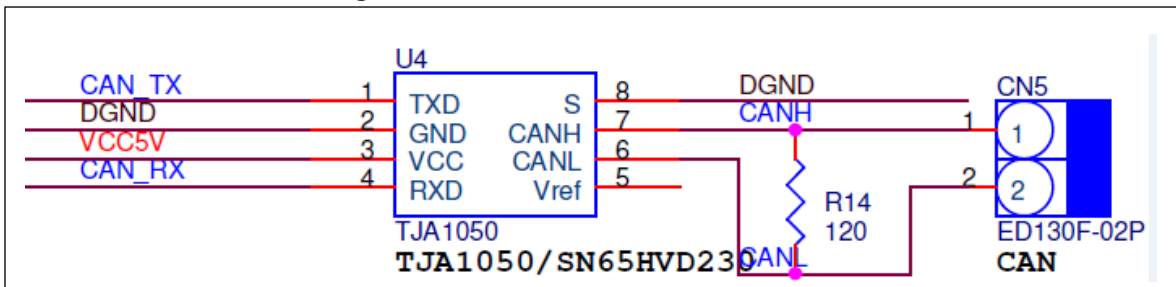 U4
CAN_TX 1 TXD S 8 DGND CN5
DGND 2 GND CANH 7 CANH 1 1
VCC5V 3 VCC CANL 6
CAN_RX 4 RXD Vref 5 2 2
R14
TJA1050 120 ED130F-02P
TJA1050/SN65HVD230 CANL CAN